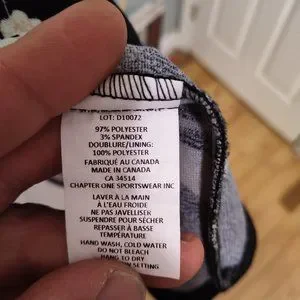 LOT: D10072
97% POLYESTER
3% SPANDEX
DOUBLURE/LINING:
100% POLYESTER
FABRIQUÉ AU CANADA
MADE IN CANADA
CA 34514
CHAPTER ONE SPORTSWEAR INC
LAVER À LA MAIN
À L'EAU FROIDE
NE PAS JAVELLISER
SUSPENDRE POUR SÉCHER
REPASSER À BASSE
TEMPÉRATURE
HAND WASH, COLD WATER
DO NOT BLEACH
HANG TO DRY
SETTING